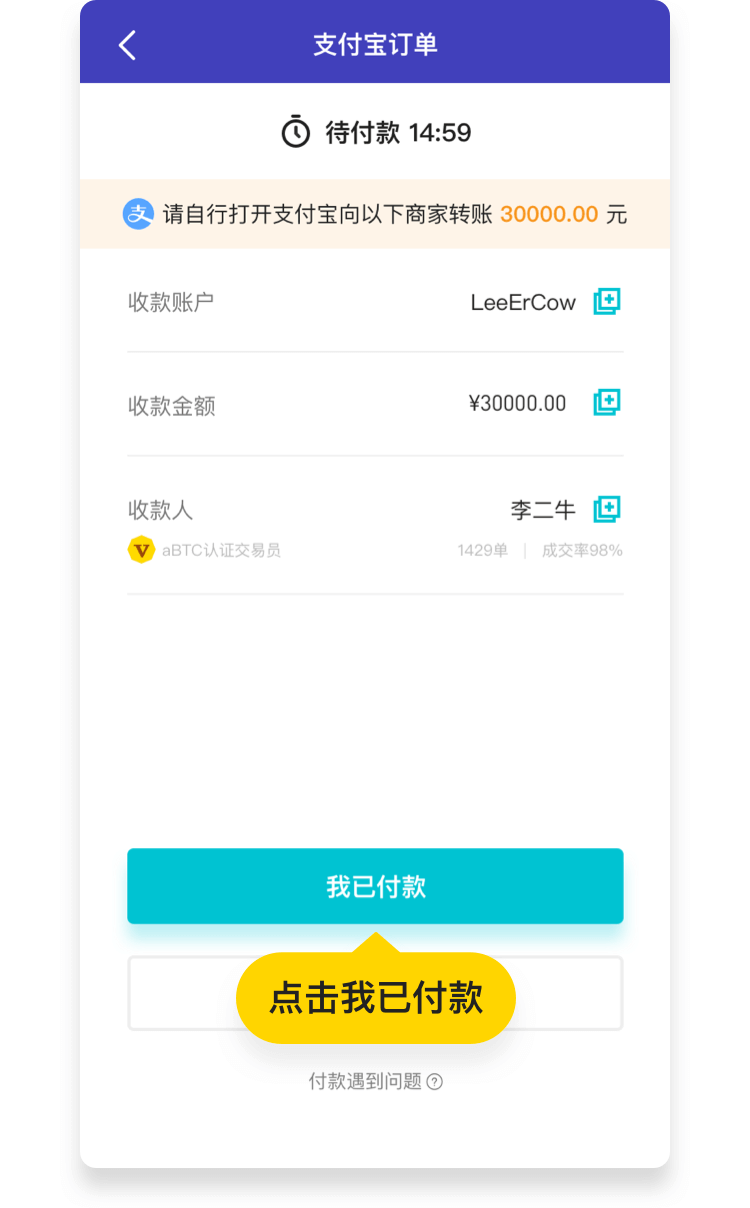 支付宝订单
待付款 14:59
请自行打开支付宝向以下商家转账 30000.00 元
收款账户 LeeErCow
收款金额 ¥30000.00
收款人 李二牛
aBTC认证交易员 1429单 | 成交率98%
我已付款
点击我已付款
付款遇到问题